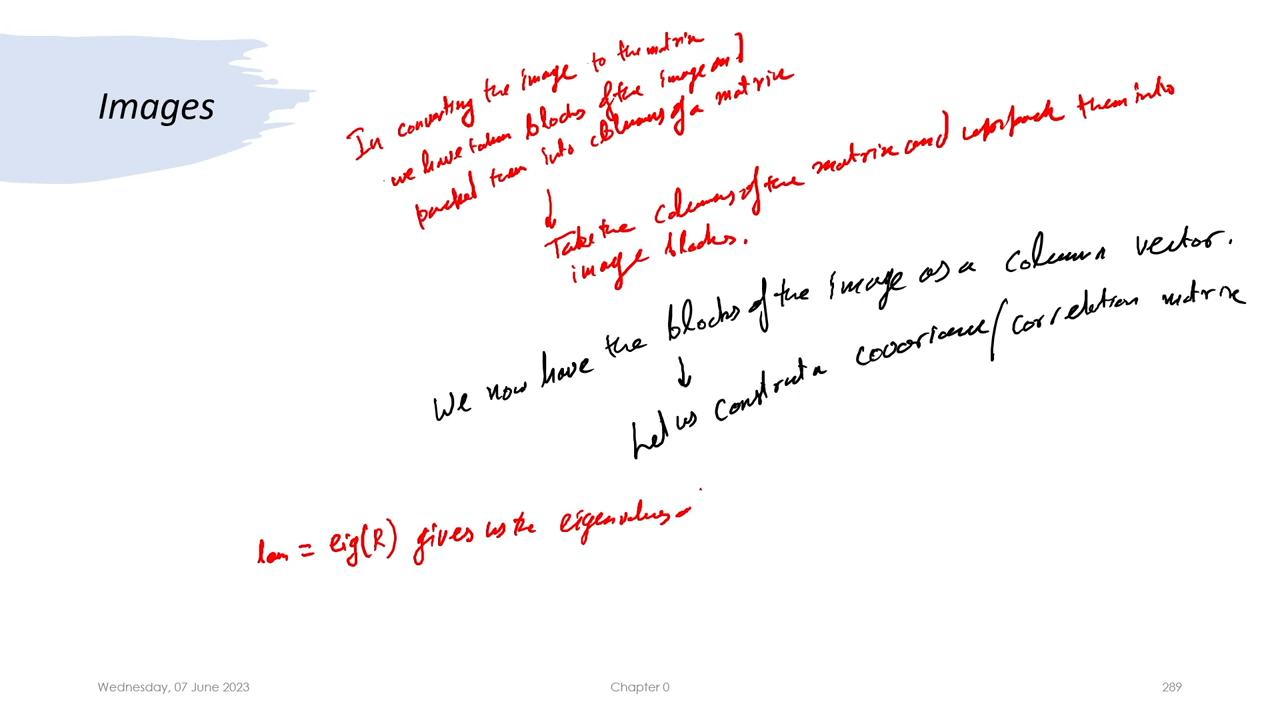 Images
In converting the image to the matrix
we have taken blocks of the image and
packed them into columns of a matrix
Take the columns of the matrix and unpack them into
image blocks.
We now have the blocks of the image as a column vector.
Let us construct a covariance/correlation matrix
lam = eig(R) gives us the eigenvalues
Wednesday, 07 June 2023
Chapter 0
289